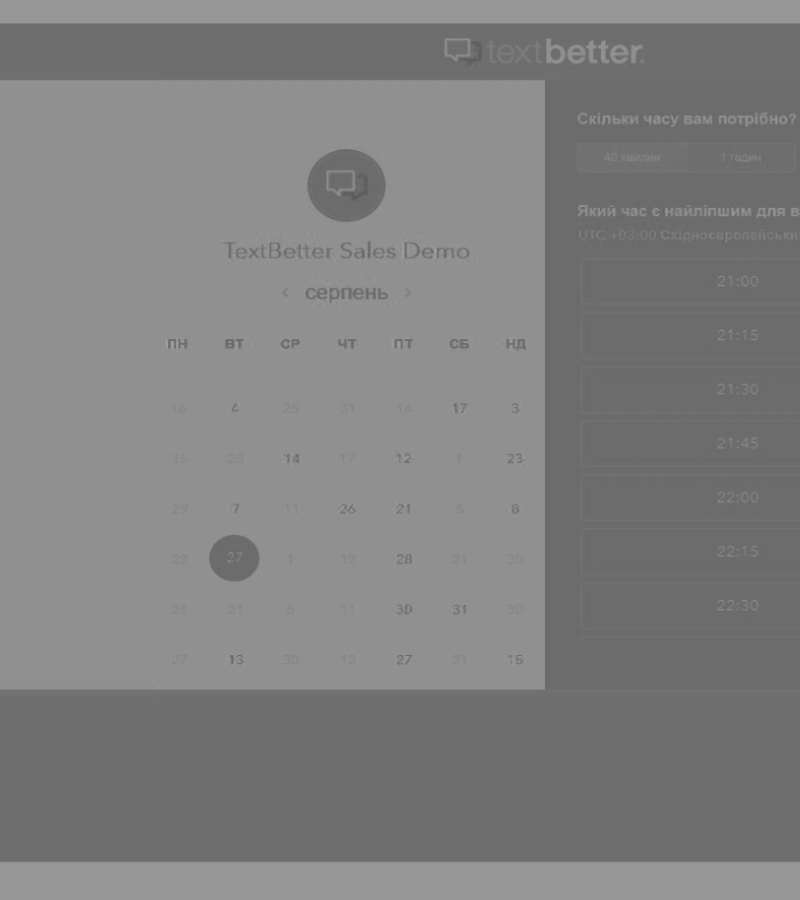 textbetter.
TextBetter Sales Demo
‹ серпень ›
ПН ВТ СР ЧТ ПТ СБ НД
16 4 25 31 14 17 3
15 28 14 17 12 1 23
29 7 11 26 21 5 8
22 27 1 12 28 21 30
21 21 6 11 30 31 30
27 13 30 12 27 21 15
Скільки часу вам потрібно?
40 хвилин 1 годин
Який час є найліпшим для в
UTC +03:00 Східноєвропейськи
21:00
21:15
21:30
21:45
22:00
22:15
22:30